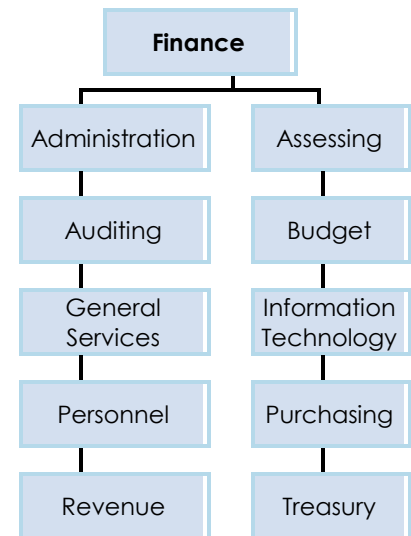 Finance
Administration
Assessing
Auditing
Budget
General
Services
Information
Technology
Personnel
Purchasing
Revenue
Treasury